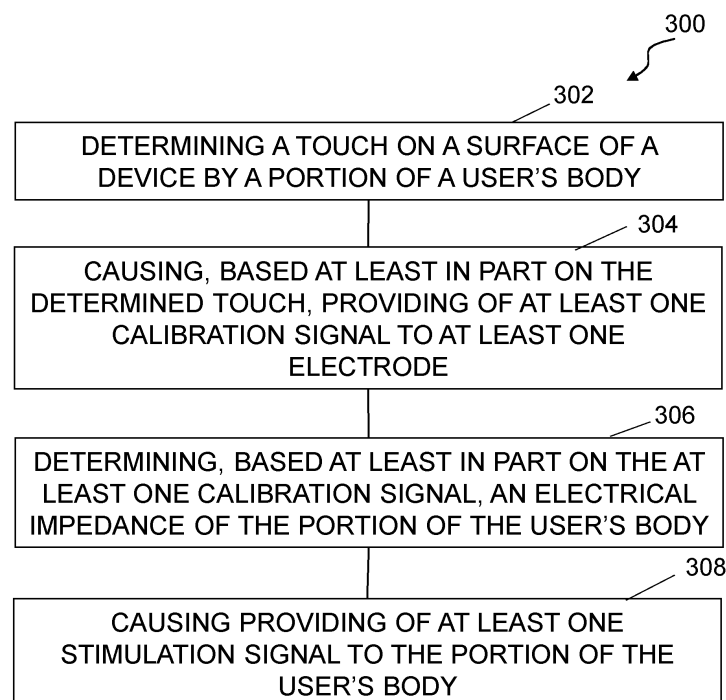 300
302
DETERMINING A TOUCH ON A SURFACE OF A
DEVICE BY A PORTION OF A USER'S BODY
304
CAUSING, BASED AT LEAST IN PART ON THE
DETERMINED TOUCH, PROVIDING OF AT LEAST ONE
CALIBRATION SIGNAL TO AT LEAST ONE
ELECTRODE
306
DETERMINING, BASED AT LEAST IN PART ON THE AT
LEAST ONE CALIBRATION SIGNAL, AN ELECTRICAL
IMPEDANCE OF THE PORTION OF THE USER'S BODY
308
CAUSING PROVIDING OF AT LEAST ONE
STIMULATION SIGNAL TO THE PORTION OF THE
USER'S BODY